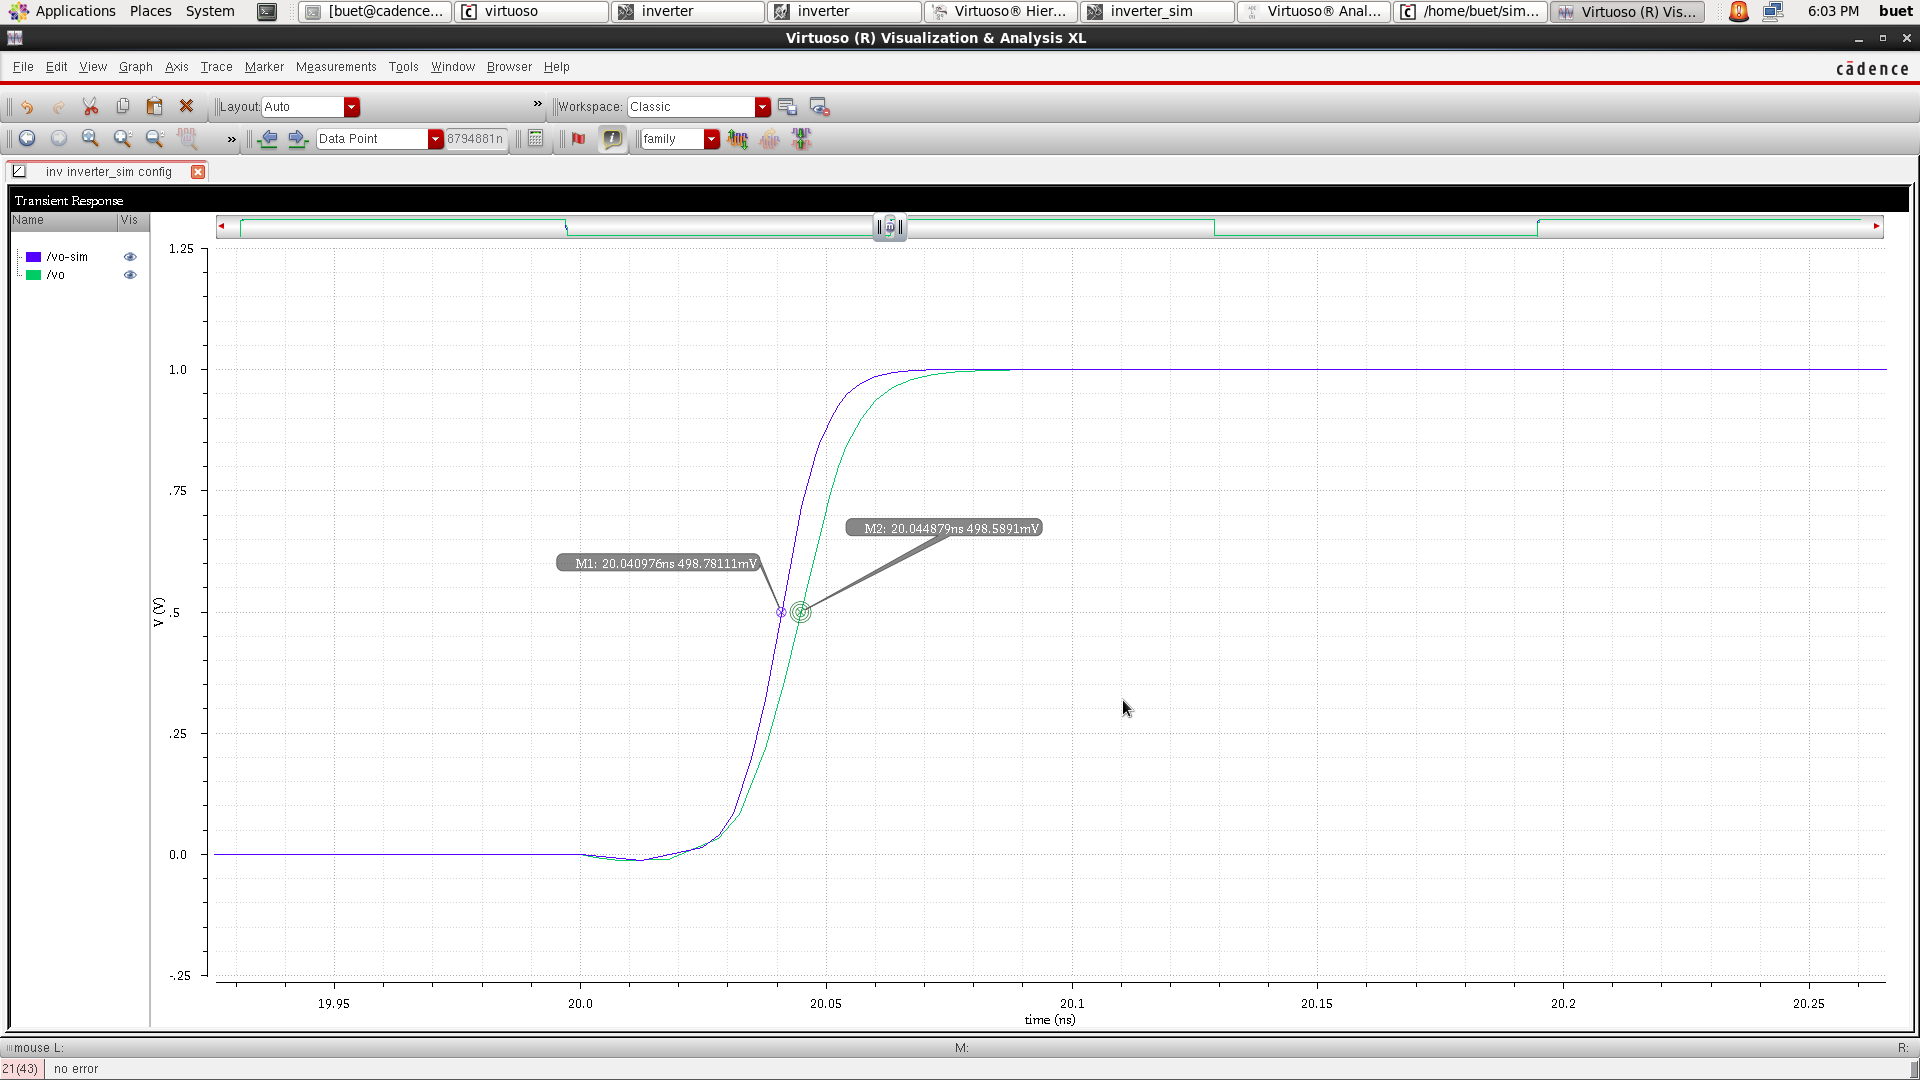 Applications Places System [buet@cadence... virtuoso inverter inverter Virtuoso® Hier... inverter_sim Virtuoso® Anal... /home/buet/sim... Virtuoso (R) Vis... 6:03 PM buet
Virtuoso (R) Visualization & Analysis XL
File Edit View Graph Axis Trace Marker Measurements Tools Window Browser Help cādence
Layout: Auto » Workspace: Classic
» Data Point 8794881n family
inv inverter_sim config
Transient Response
Name Vis
/vo-sim
/vo
1.25
1.0
.75
M2: 20.044879ns 498.5891mV
M1: 20.040976ns 498.78111mV
V (V)
.5
.25
0.0
-.25
19.95 20.0 20.05 20.1 20.15 20.2 20.25
time (ns)
mouse L: M: R:
21(43) no error